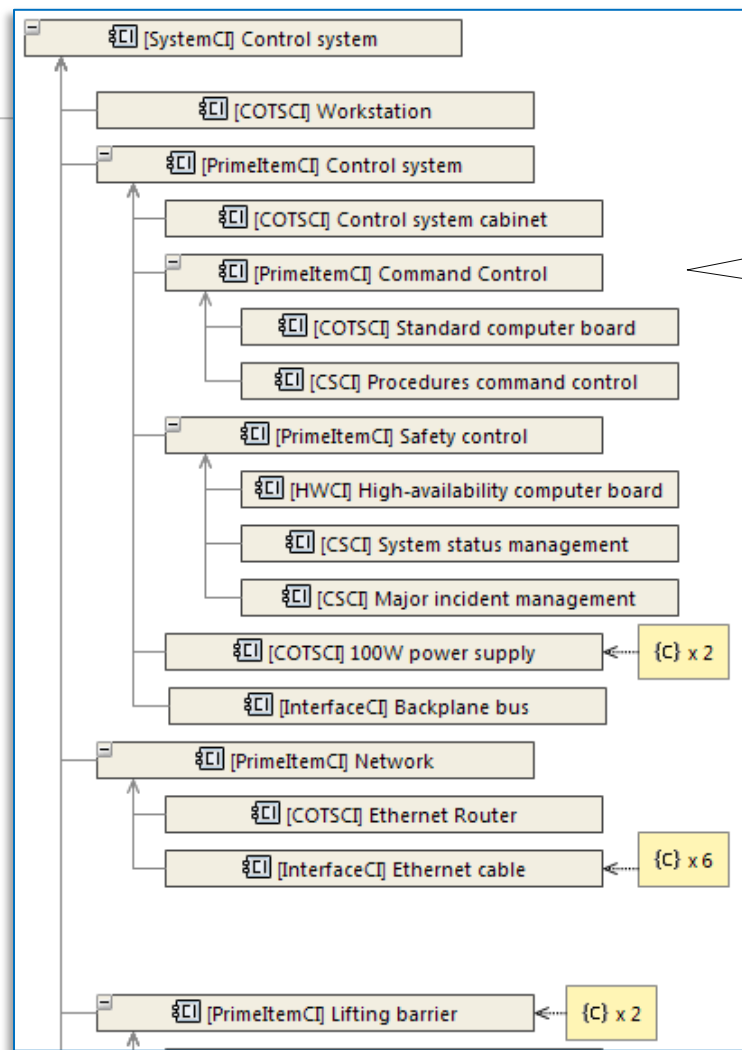 [SystemCI] Control system
[COTSCI] Workstation
[PrimeItemCI] Control system
[COTSCI] Control system cabinet
[PrimeItemCI] Command Control
[COTSCI] Standard computer board
[CSCI] Procedures command control
[PrimeItemCI] Safety control
[HWCI] High-availability computer board
[CSCI] System status management
[CSCI] Major incident management
[COTSCI] 100W power supply {C} x 2
[InterfaceCI] Backplane bus
[PrimeItemCI] Network
[COTSCI] Ethernet Router
[InterfaceCI] Ethernet cable {C} x 6
[PrimeItemCI] Lifting barrier {C} x 2